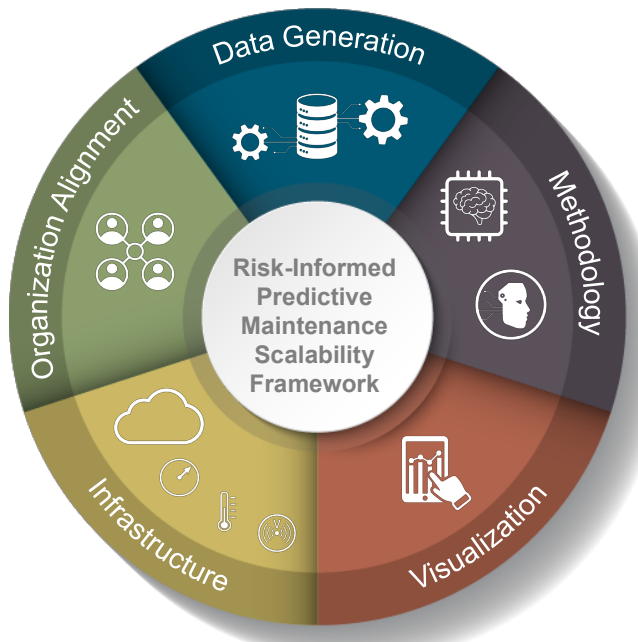 Data Generation
Methodology
Visualization
Infrastructure
Organization Alignment
Risk-Informed
Predictive
Maintenance
Scalability
Framework